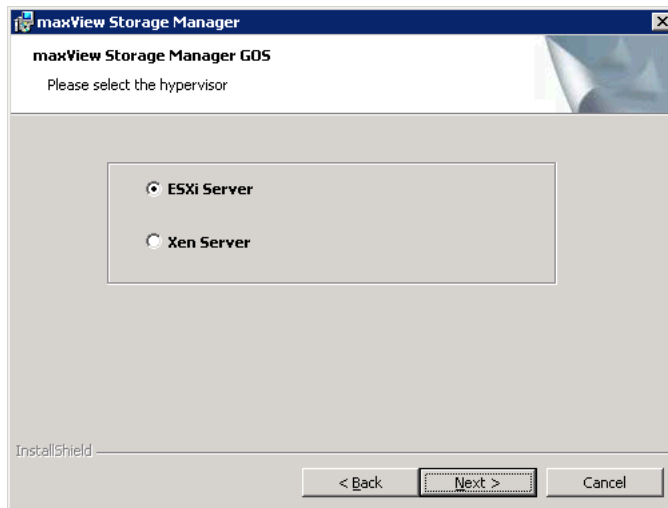 maxView Storage Manager
maxView Storage Manager GOS
Please select the hypervisor
ESXi Server
Xen Server
InstallShield
< Back
Next >
Cancel